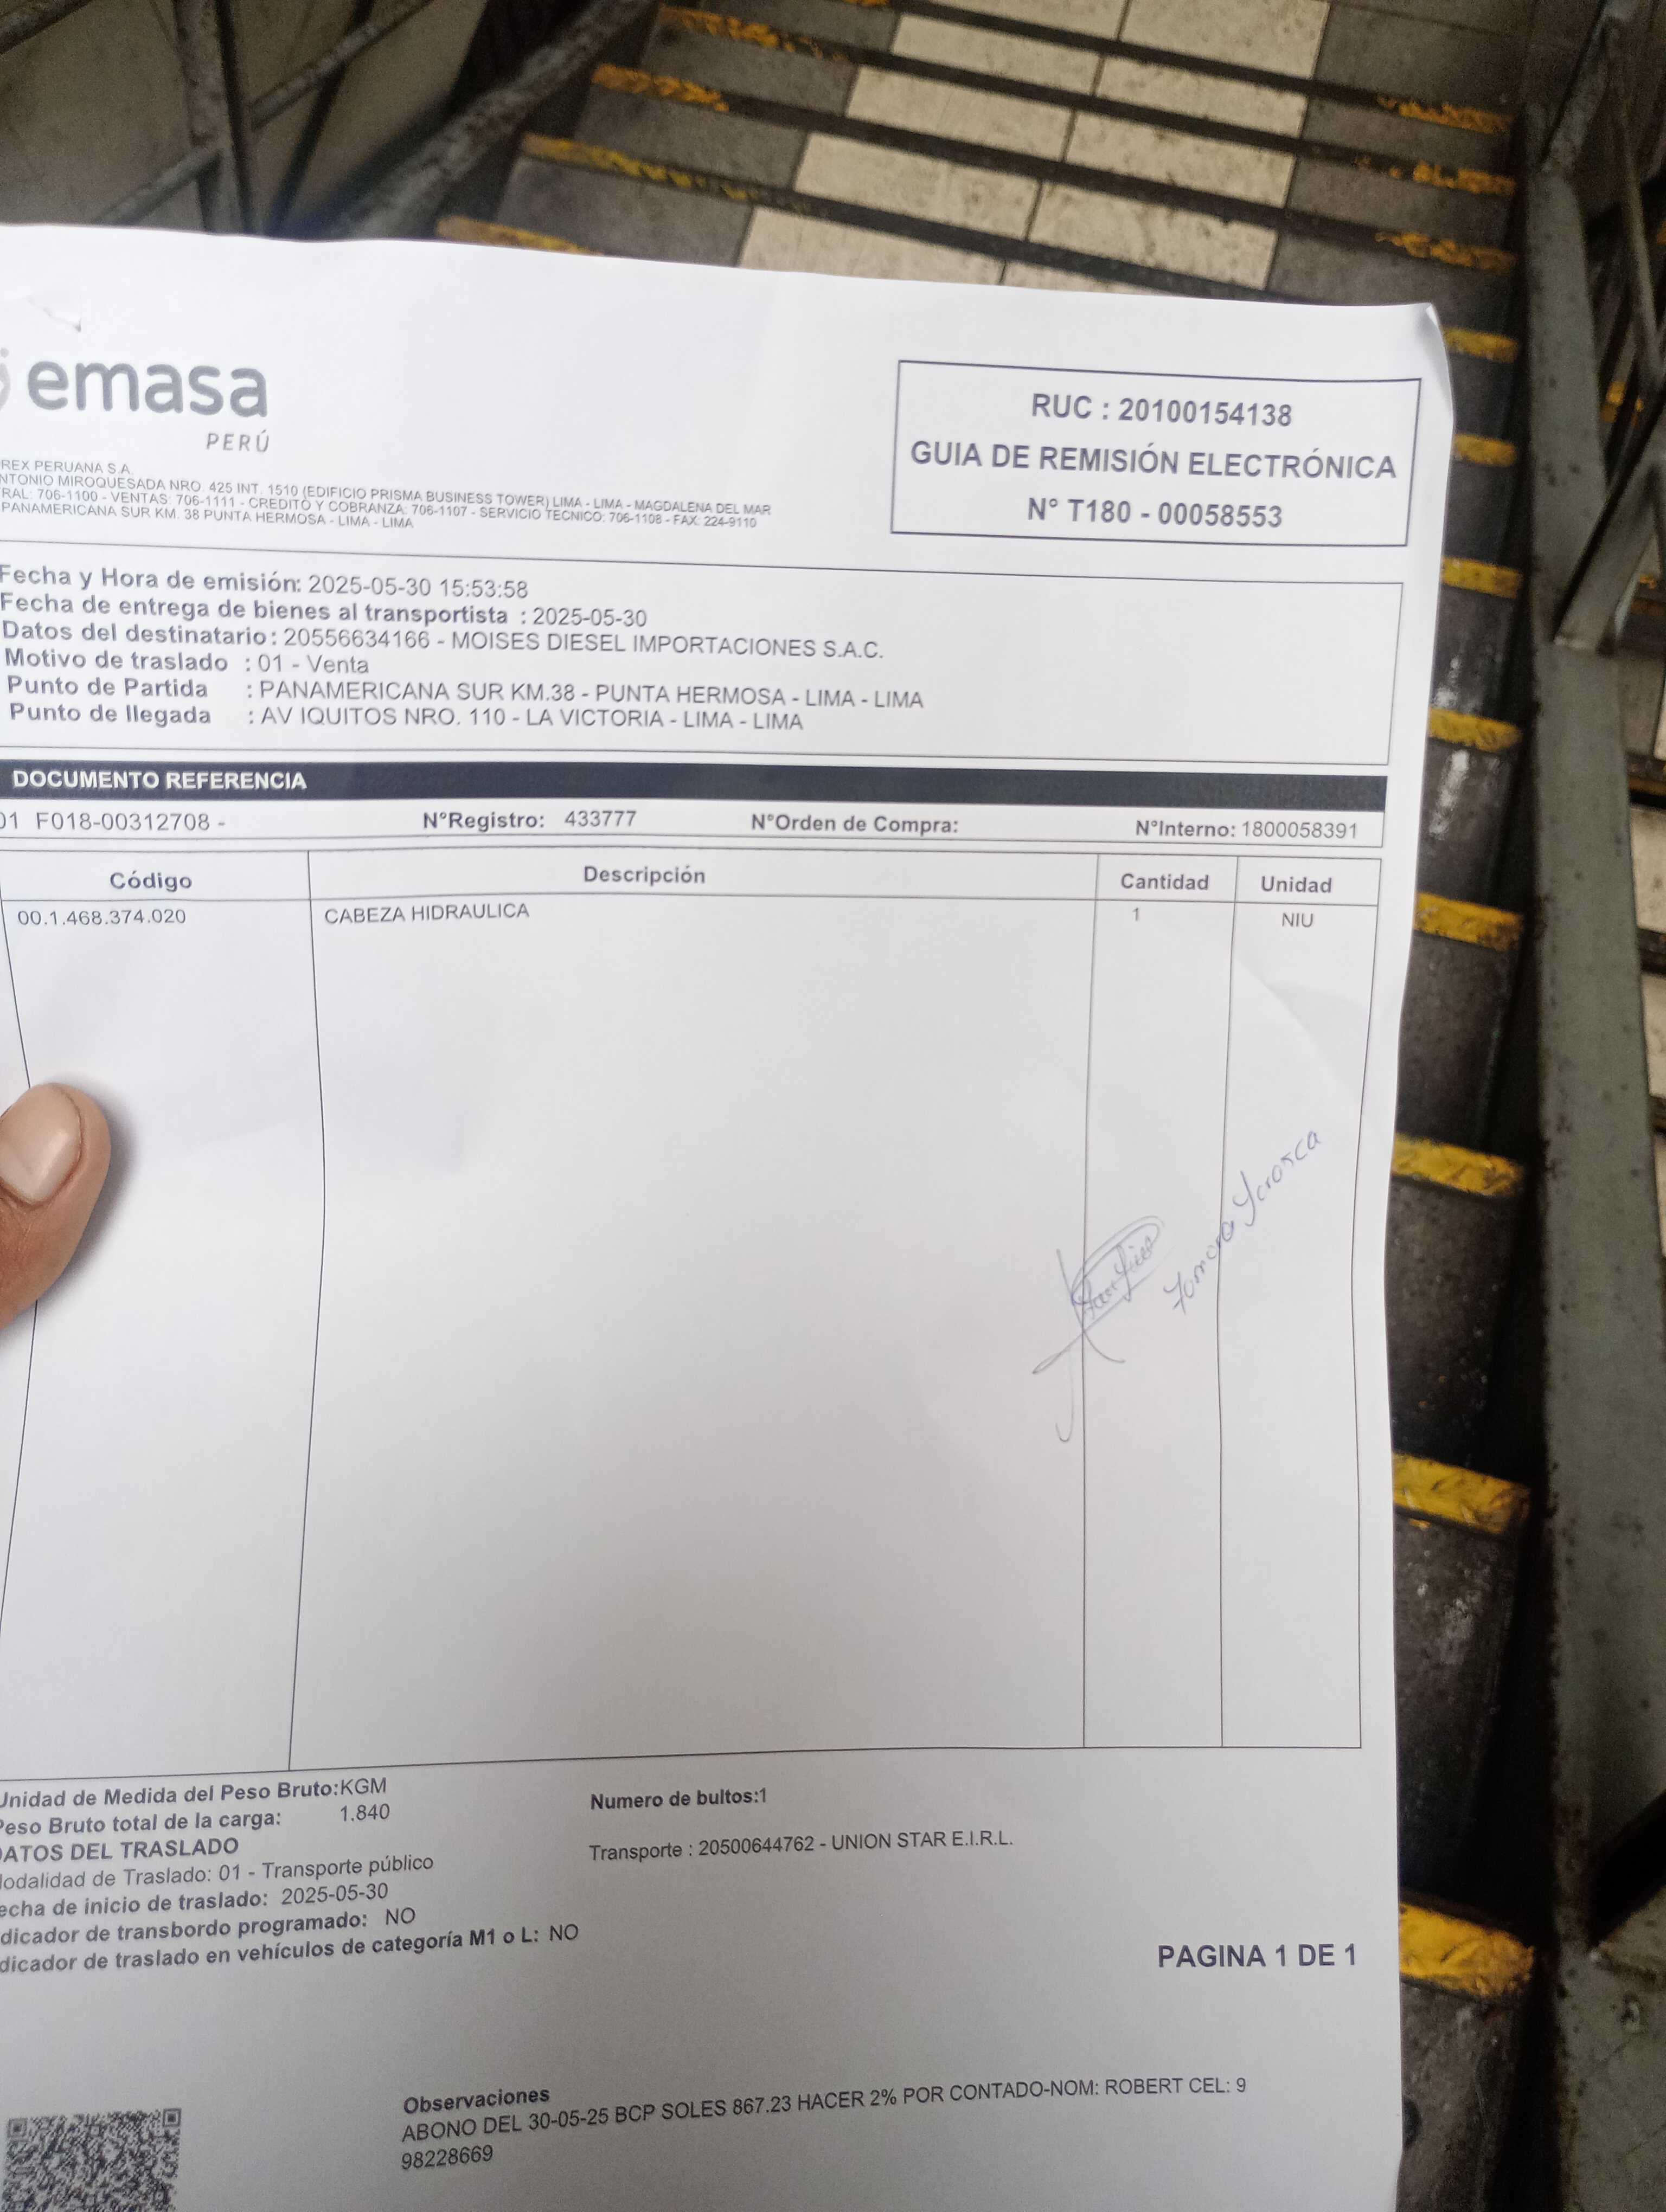 emasa
PERÚ
REX PERUANA S.A.
NTONIO MIROQUESADA NRO. 425 INT. 1510 (EDIFICIO PRISMA BUSINESS TOWER) LIMA - LIMA - MAGDALENA DEL MAR
RAL: 706-1100 - VENTAS: 706-1111 - CREDITO Y COBRANZA: 706-1107 - SERVICIO TECNICO: 706-1108 - FAX: 224-9110
PANAMERICANA SUR KM. 38 PUNTA HERMOSA - LIMA - LIMA
RUC : 20100154138
GUIA DE REMISIÓN ELECTRÓNICA
N° T180 - 00058553
Fecha y Hora de emisión: 2025-05-30 15:53:58
Fecha de entrega de bienes al transportista : 2025-05-30
Datos del destinatario : 20556634166 - MOISES DIESEL IMPORTACIONES S.A.C.
Motivo de traslado : 01 - Venta
Punto de Partida : PANAMERICANA SUR KM.38 - PUNTA HERMOSA - LIMA - LIMA
Punto de llegada : AV IQUITOS NRO. 110 - LA VICTORIA - LIMA - LIMA
DOCUMENTO REFERENCIA
01 F018-00312708 - N°Registro: 433777 N°Orden de Compra: N°Interno: 1800058391
Código Descripción Cantidad Unidad
00.1.468.374.020 CABEZA HIDRAULICA 1 NIU
Unidad de Medida del Peso Bruto:KGM
Peso Bruto total de la carga: 1.840
Numero de bultos:1
DATOS DEL TRASLADO
Transporte : 20500644762 - UNION STAR E.I.R.L.
Modalidad de Traslado: 01 - Transporte público
echa de inicio de traslado: 2025-05-30
dicador de transbordo programado: NO
dicador de traslado en vehículos de categoría M1 o L: NO
PAGINA 1 DE 1
Observaciones
ABONO DEL 30-05-25 BCP SOLES 867.23 HACER 2% POR CONTADO-NOM: ROBERT CEL: 9
98228669